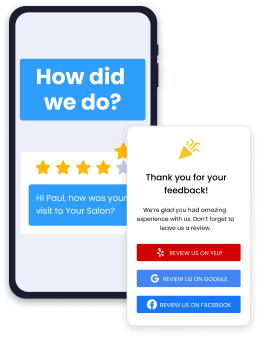 How did
we do?
Hi Paul, how was your
visit to Your Salon?
Thank you for your
feedback!
We're glad you had amazing
experience with us. Don't forget to
leave us a review.
REVIEW US ON YELP
REVIEW US ON GOOGLE
REVIEW US ON FACEBOOK